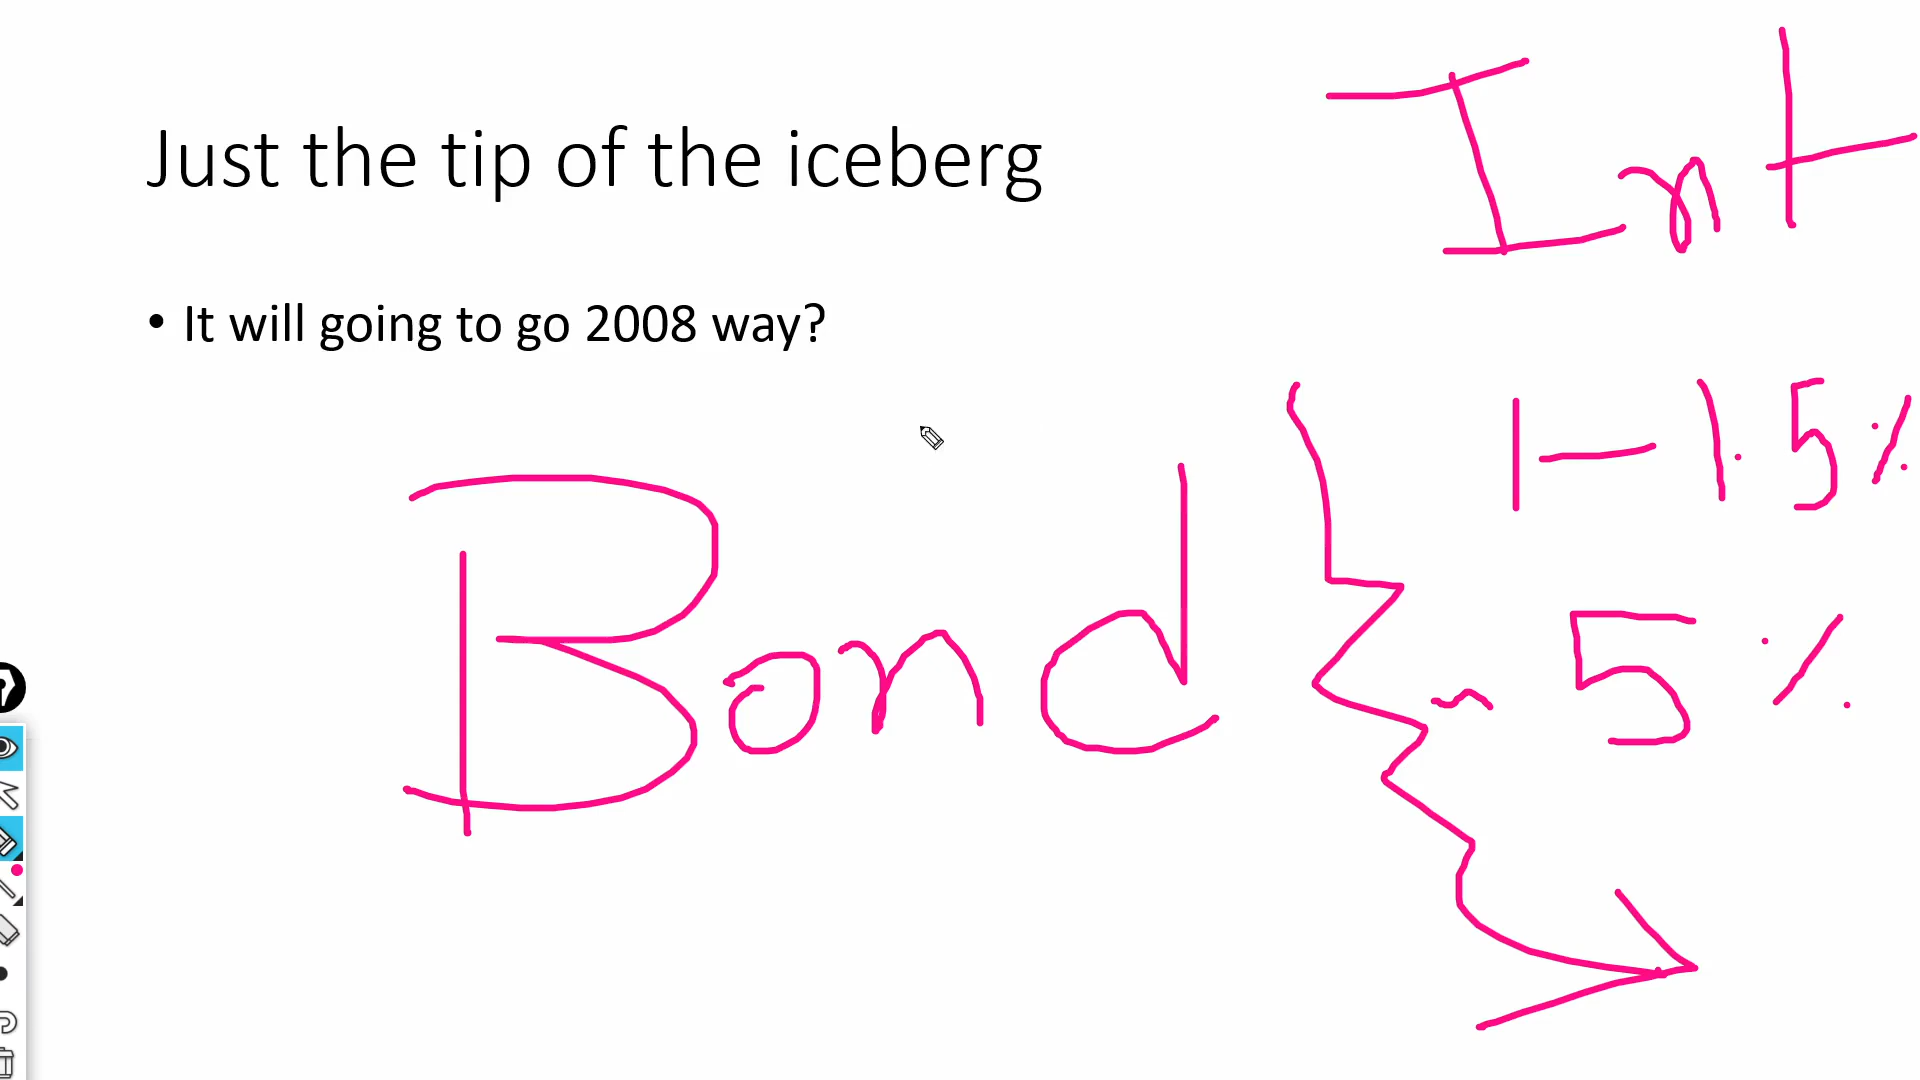 Just the tip of the iceberg
Int
• It will going to go 2008 way?
1-1.5%
Bond
~ 5%